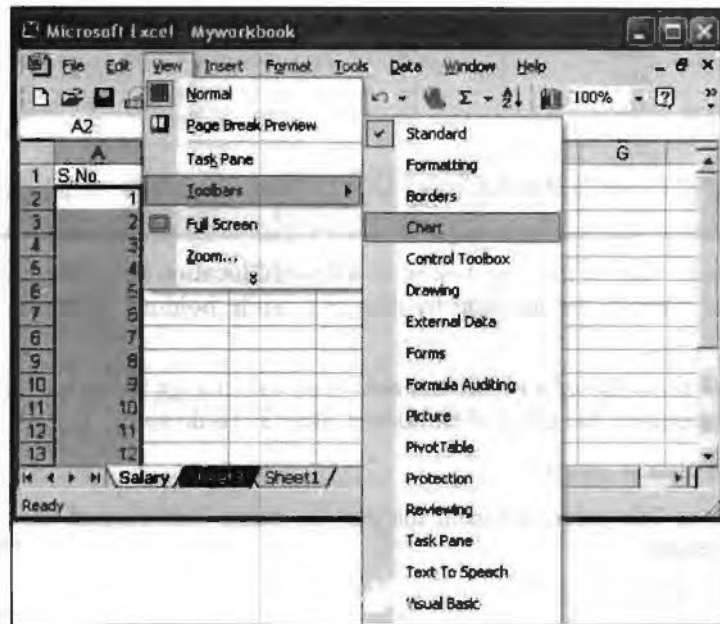 Microsoft Excel Myworkbook
File Edit View Insert Format Tools Data Window Help
100%
A2
Normal
Page Break Preview
Task Pane
Toolbars
Full Screen
Zoom...
Standard
Formatting
Borders
Chart
Control Toolbox
Drawing
External Data
Forms
Formula Auditing
Picture
PivotTable
Protection
Reviewing
Task Pane
Text To Speech
Visual Basic
A G
1 S.No.
2 1
3 2
4 3
5 4
6 5
7 6
8 7
9 8
10 9
11 10
12 11
13 12
Salary Sheet1
Ready